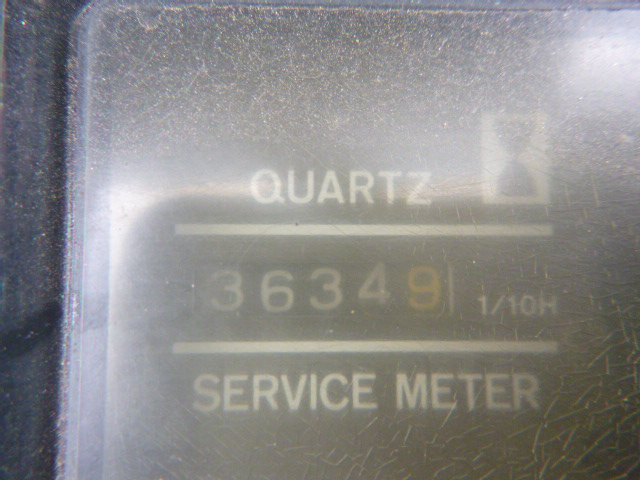 QUARTZ
36349 1/10H
SERVICE METER